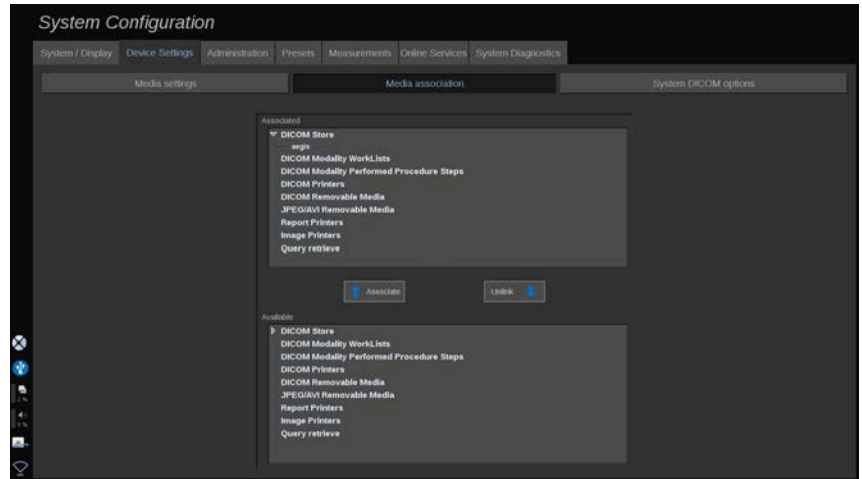 System Configuration
System / Display Device Settings Administration Presets Measurements Online Services System Diagnostics
Media settings Media association System DICOM options
Associated
DICOM Store
aegis
DICOM Modality WorkLists
DICOM Modality Performed Procedure Steps
DICOM Printers
DICOM Removable Media
JPEG/AVI Removable Media
Report Printers
Image Printers
Query retrieve
Associate Unlink
Available
DICOM Store
DICOM Modality WorkLists
DICOM Modality Performed Procedure Steps
DICOM Printers
DICOM Removable Media
JPEG/AVI Removable Media
Report Printers
Image Printers
Query retrieve